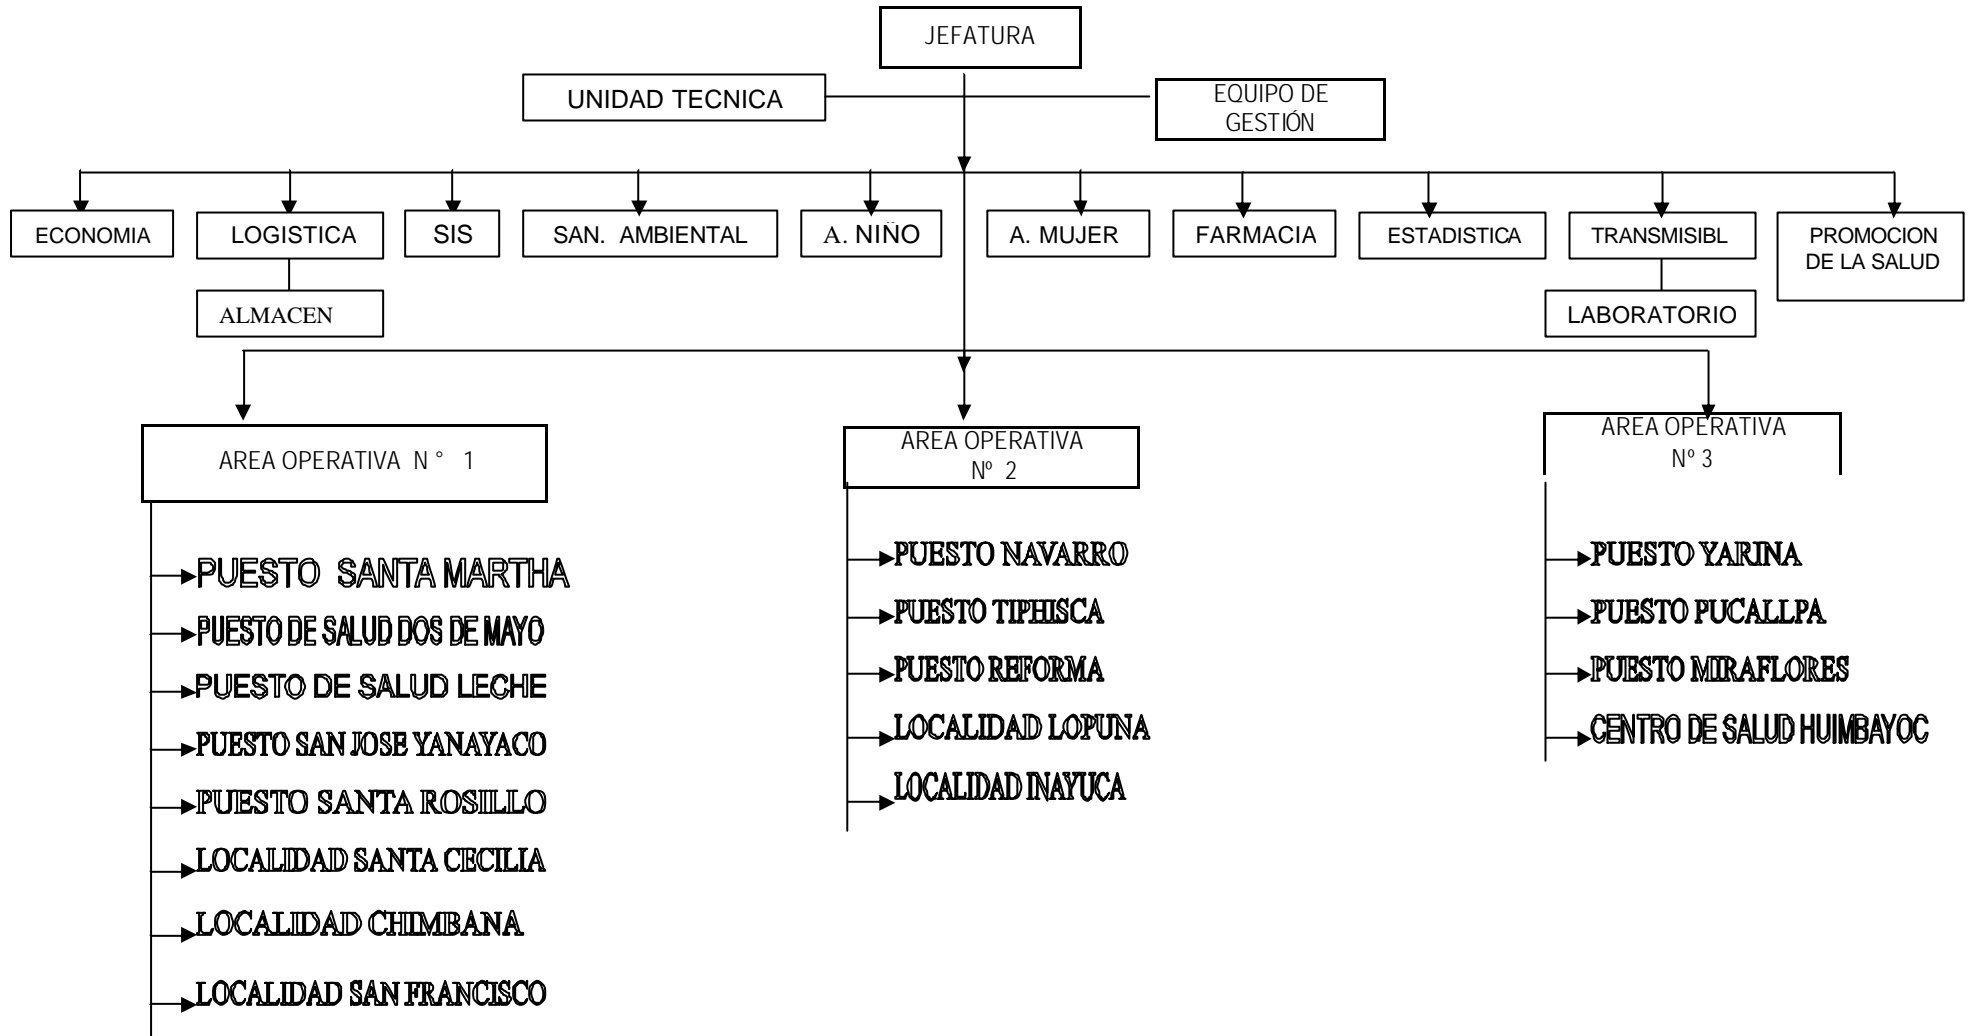 JEFATURA
UNIDAD TECNICA
EQUIPO DE
GESTIÓN
ECONOMIA
LOGISTICA
SIS
SAN. AMBIENTAL
A. NIÑO
A. MUJER
FARMACIA
ESTADISTICA
TRANSMISIBL
PROMOCION
DE LA SALUD
ALMACEN
LABORATORIO
AREA OPERATIVA N° 1
AREA OPERATIVA
Nº 2
AREA OPERATIVA
Nº 3
PUESTO SANTA MARTHA
PUESTO DE SALUD DOS DE MAYO
PUESTO DE SALUD LECHE
PUESTO SAN JOSE YANAYACO
PUESTO SANTA ROSILLO
LOCALIDAD SANTA CECILIA
LOCALIDAD CHIMBANA
LOCALIDAD SAN FRANCISCO
PUESTO NAVARRO
PUESTO TIPHISCA
PUESTO REFORMA
LOCALIDAD LOPUNA
LOCALIDAD INAYUCA
PUESTO YARINA
PUESTO PUCALLPA
PUESTO MIRAFLORES
CENTRO DE SALUD HUIMBAYOC